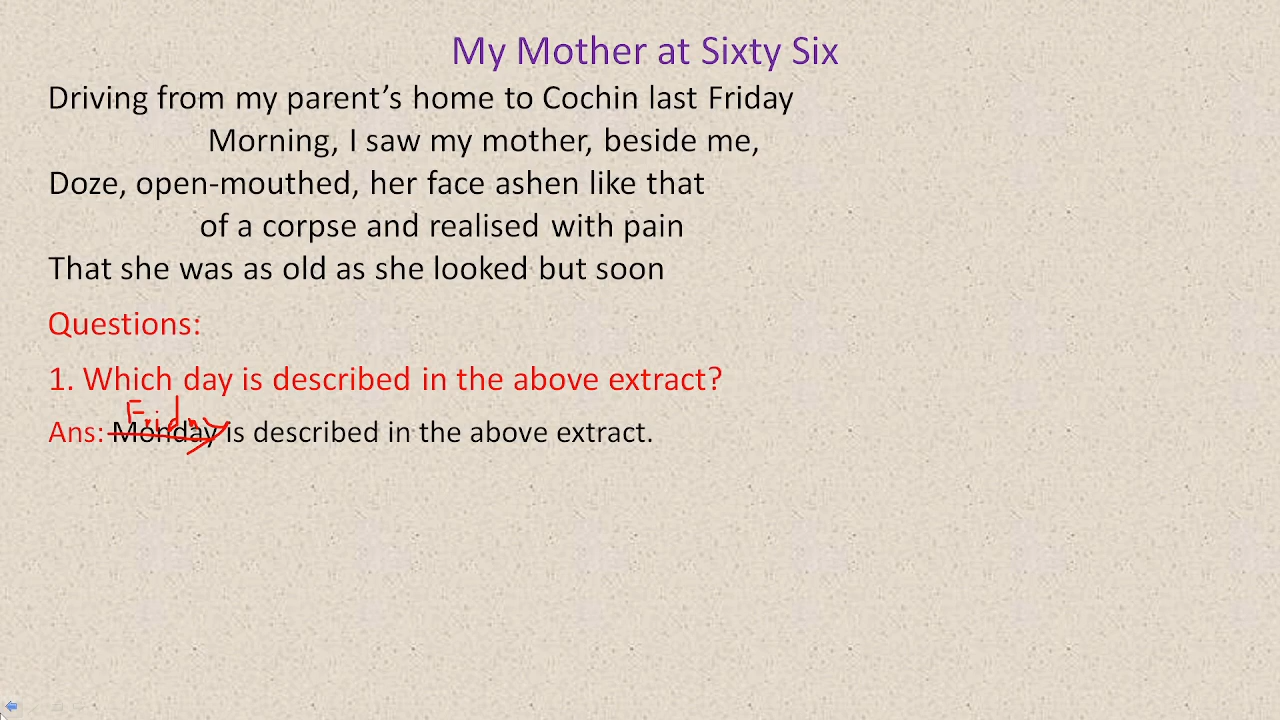 My Mother at Sixty Six
Driving from my parent’s home to Cochin last Friday
Morning, I saw my mother, beside me,
Doze, open-mouthed, her face ashen like that
of a corpse and realised with pain
That she was as old as she looked but soon
Questions:
1. Which day is described in the above extract?
Friday
Ans: Monday is described in the above extract.